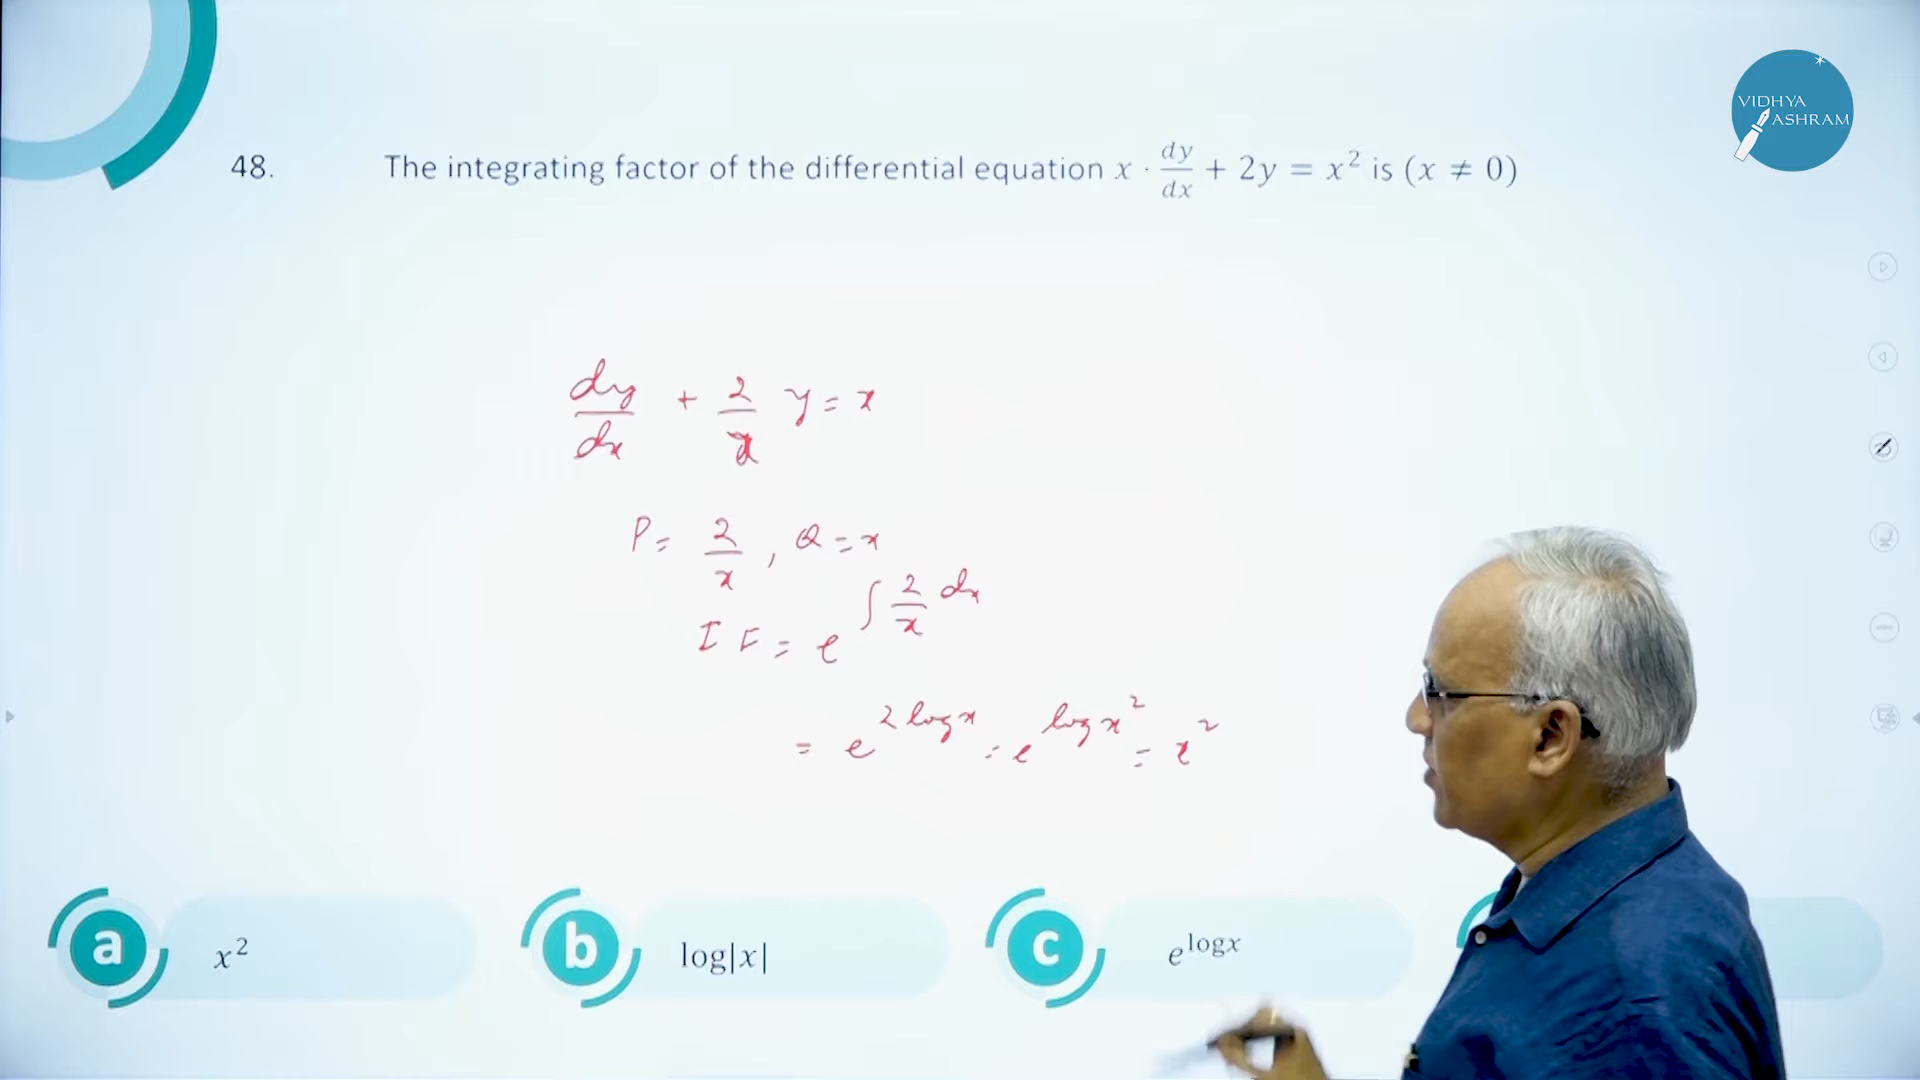 VIDHYA
ASHRAM
48. The integrating factor of the differential equation x · dy/dx + 2y = x² is (x ≠ 0)
dy/dx + 2/x y = x
P = 2/x , Q = x
I F = e^∫ 2/x dx
= e^2 log x = e^log x² = x²
a x²
b log|x|
c e^logx